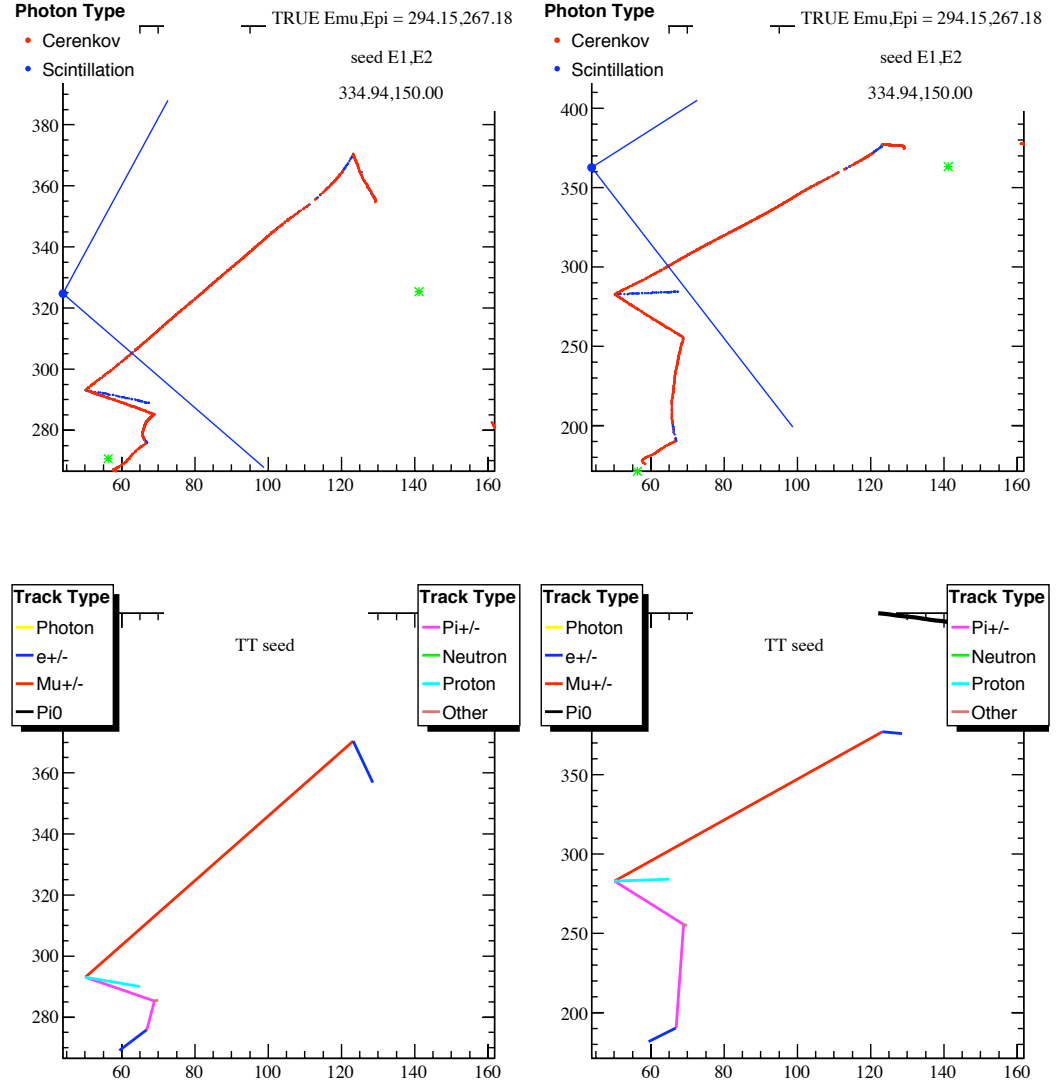 Photon Type
Cerenkov
Scintillation
TRUE Emu,Epi = 294.15,267.18
seed E1,E2
334.94,150.00
380
360
340
320
300
280
60 80 100 120 140 160
Photon Type
Cerenkov
Scintillation
TRUE Emu,Epi = 294.15,267.18
seed E1,E2
334.94,150.00
400
350
300
250
200
60 80 100 120 140 160
Track Type
Photon
e+/-
Mu+/-
Pi0
TT seed
Track Type
Pi+/-
Neutron
Proton
Other
360
340
320
300
280
60 80 100 120 140 160
Track Type
Photon
e+/-
Mu+/-
Pi0
TT seed
Track Type
Pi+/-
Neutron
Proton
Other
350
300
250
200
60 80 100 120 140 160